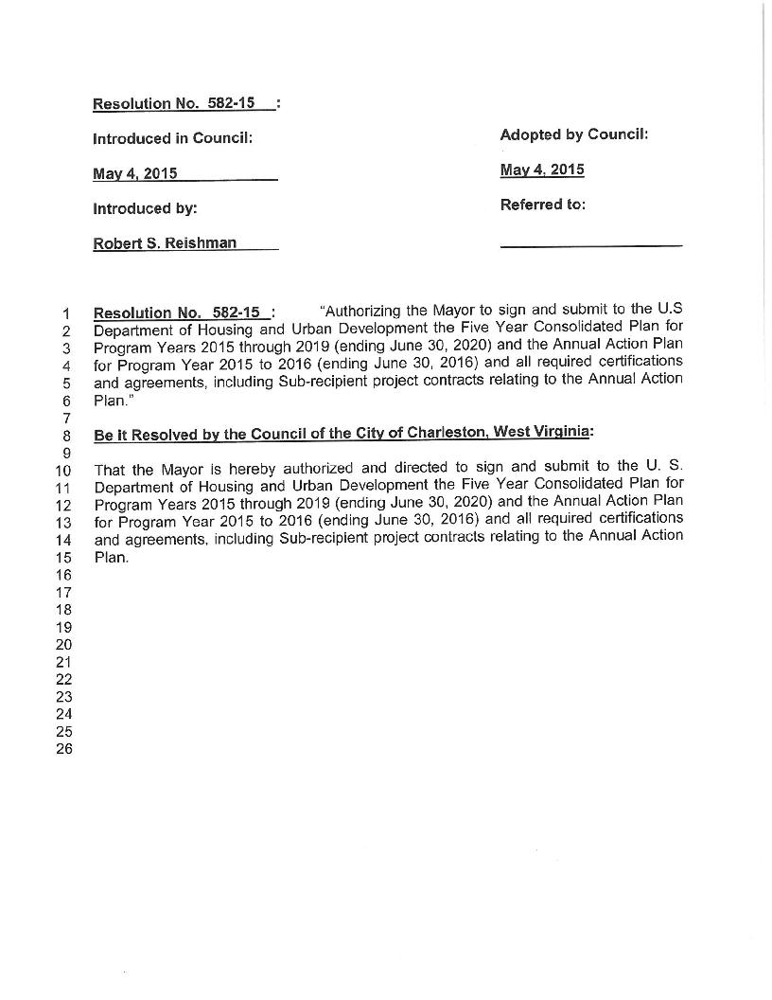 Resolution No. 582-15 :
Introduced in Council:
Adopted by Council:
May 4, 2015
May 4, 2015
Introduced by:
Referred to:
Robert S. Reishman
1 Resolution No. 582-15 : "Authorizing the Mayor to sign and submit to the U.S
2 Department of Housing and Urban Development the Five Year Consolidated Plan for
3 Program Years 2015 through 2019 (ending June 30, 2020) and the Annual Action Plan
4 for Program Year 2015 to 2016 (ending June 30, 2016) and all required certifications
5 and agreements, including Sub-recipient project contracts relating to the Annual Action
6 Plan."
7
8 Be it Resolved by the Council of the City of Charleston, West Virginia:
9
10 That the Mayor is hereby authorized and directed to sign and submit to the U. S.
11 Department of Housing and Urban Development the Five Year Consolidated Plan for
12 Program Years 2015 through 2019 (ending June 30, 2020) and the Annual Action Plan
13 for Program Year 2015 to 2016 (ending June 30, 2016) and all required certifications
14 and agreements, including Sub-recipient project contracts relating to the Annual Action
15 Plan.
16
17
18
19
20
21
22
23
24
25
26